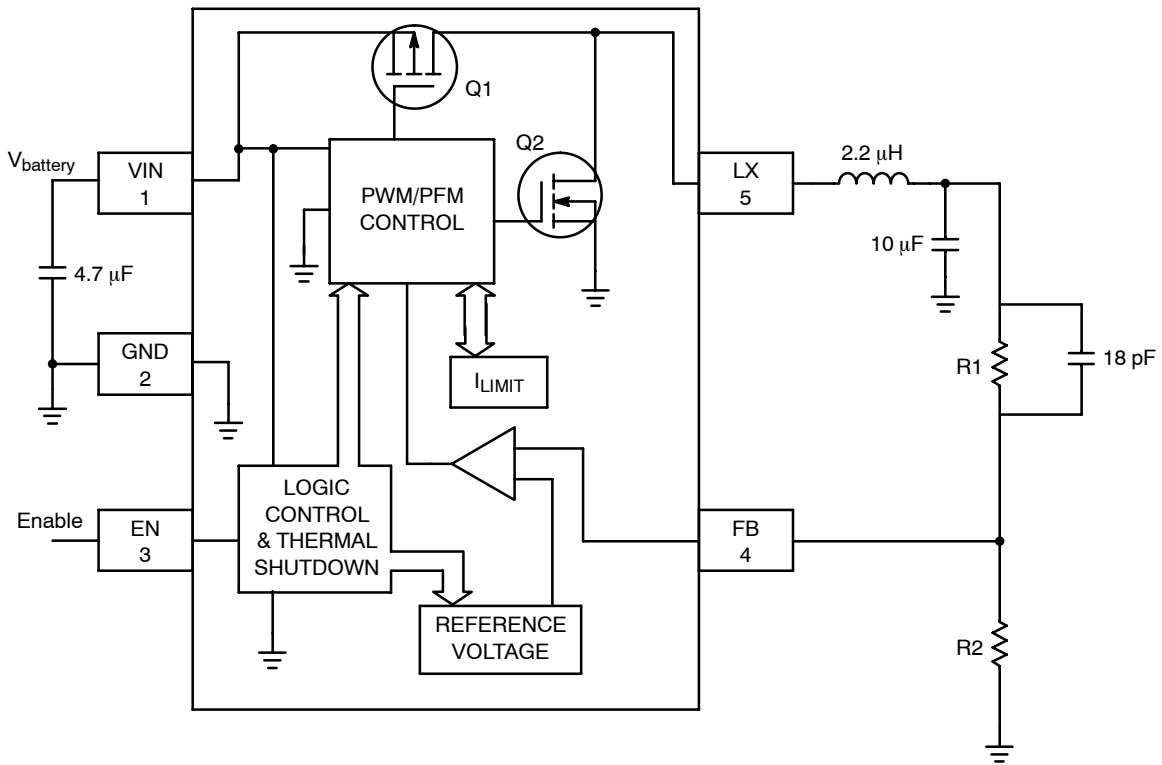 Q1
Q2
Vbattery
VIN
1
PWM/PFM
CONTROL
LX
5
2.2 μH
10 μF
4.7 μF
GND
2
ILIMIT
R1
18 pF
Enable
EN
3
LOGIC
CONTROL
& THERMAL
SHUTDOWN
FB
4
REFERENCE
VOLTAGE
R2